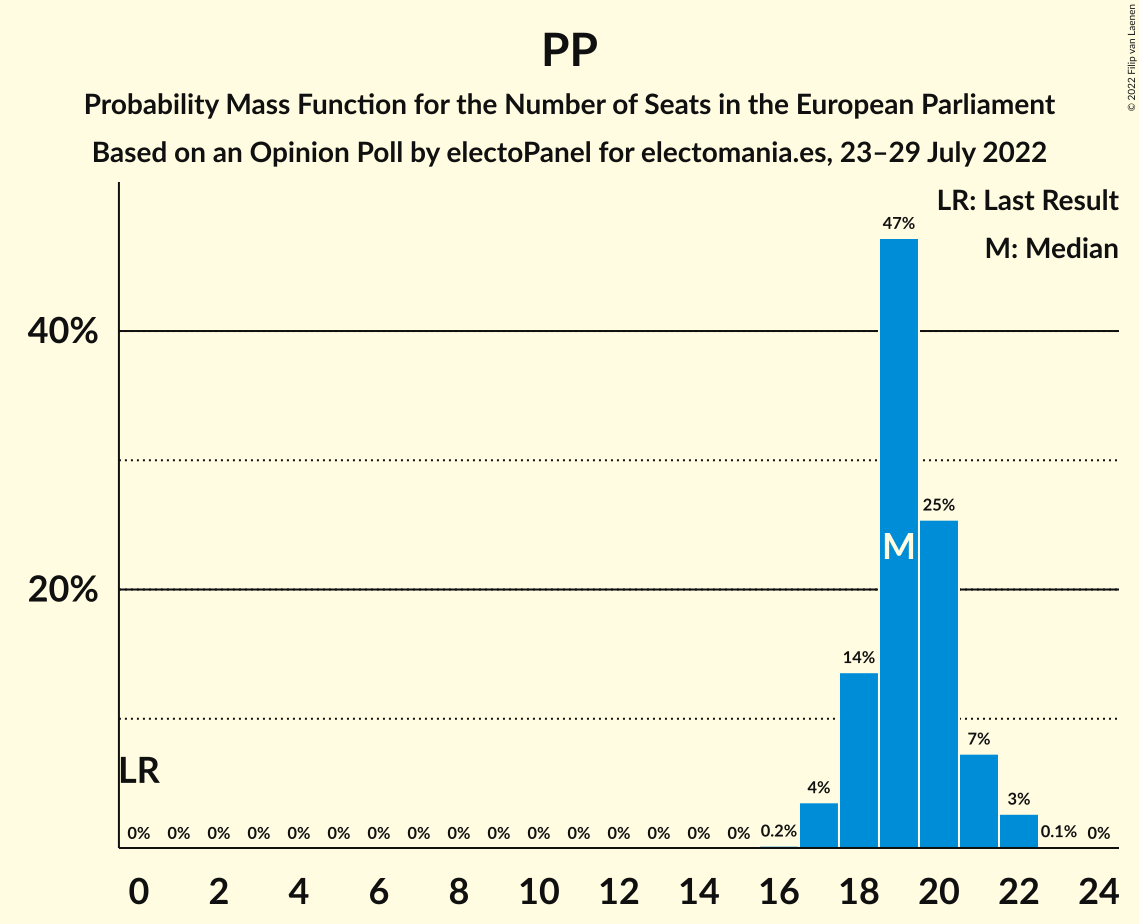 PP
Probability Mass Function for the Number of Seats in the European Parliament
Based on an Opinion Poll by electoPanel for electomania.es, 23–29 July 2022
© 2022 Filip van Laenen
LR: Last Result
M: Median
47%
40%
25%
M
20%
14%
7%
LR
4%
3%
0% 0% 0% 0% 0% 0% 0% 0% 0% 0% 0% 0% 0% 0% 0% 0% 0.2% 0.1% 0%
0 2 4 6 8 10 12 14 16 18 20 22 24